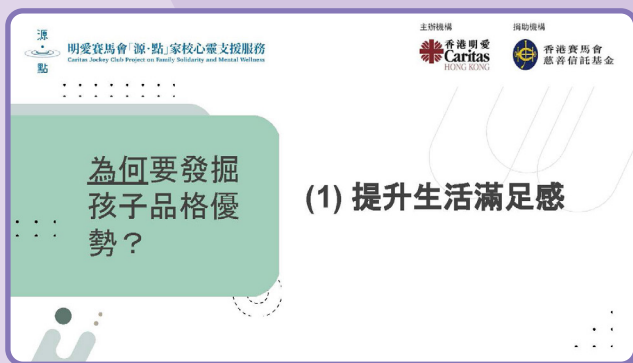 源
·
點
明愛賽馬會「源·點」家校心靈支援服務
Caritas Jockey Club Project on Family Solidarity and Mental Wellness
主辦機構
香港明愛
Caritas
HONG KONG
捐助機構
香港賽馬會
慈善信託基金
為何要發掘
孩子品格優
勢？
(1) 提升生活滿足感